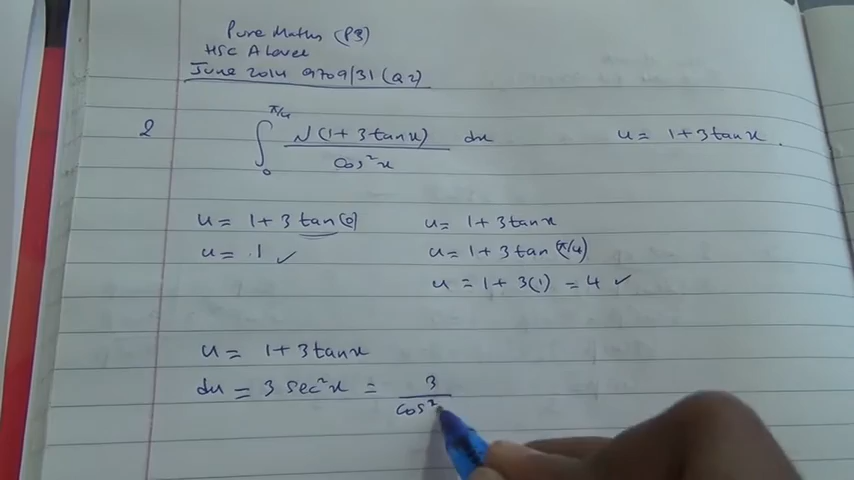 Pure Maths (P3)
HSC A Level
June 2014 9709/31 (Q2)
2 ∫₀^π/4 √(1+3tanx) / cos²x dx u = 1+3tanx.
u = 1+3 tan(0) u = 1+3tanx
u = 1 ✓ u = 1+3tan(π/4)
u = 1+3(1) = 4 ✓
u = 1+3tanx
du = 3 sec²x = 3 / cos²